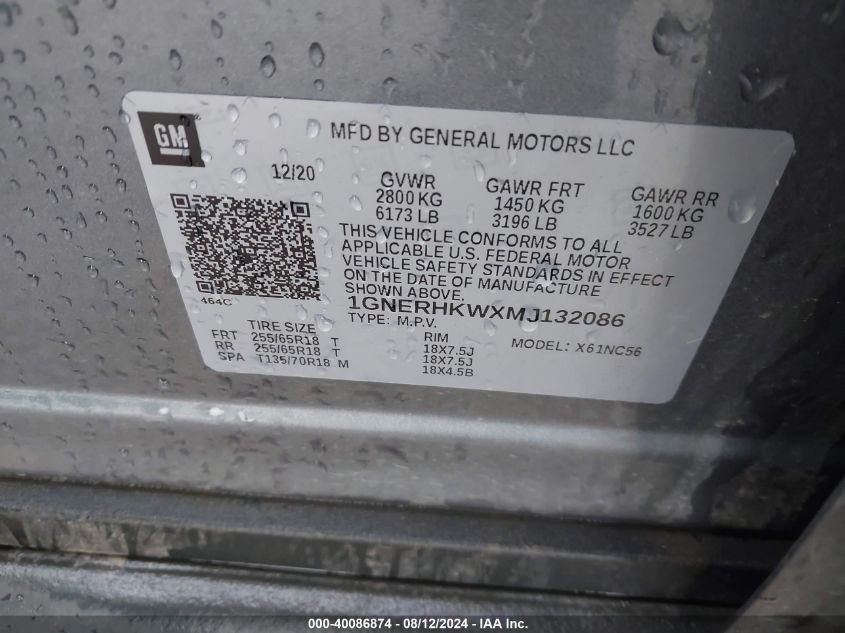 GM
MFD BY GENERAL MOTORS LLC
12/20
GVWR GAWR FRT GAWR RR
2800 KG 1450 KG 1600 KG
6173 LB 3196 LB 3527 LB
THIS VEHICLE CONFORMS TO ALL
APPLICABLE U.S. FEDERAL MOTOR
VEHICLE SAFETY STANDARDS IN EFFECT
ON THE DATE OF MANUFACTURE
SHOWN ABOVE.
464C
1GNERHKWXMJ132086
TYPE: M.P.V. MODEL: X61NC56
TIRE SIZE RIM
FRT 255/65R18 T 18X7.5J
RR 255/65R18 T 18X7.5J
SPA T135/70R18 M 18X4.5B
000-40086874 - 08/12/2024 - IAA Inc.